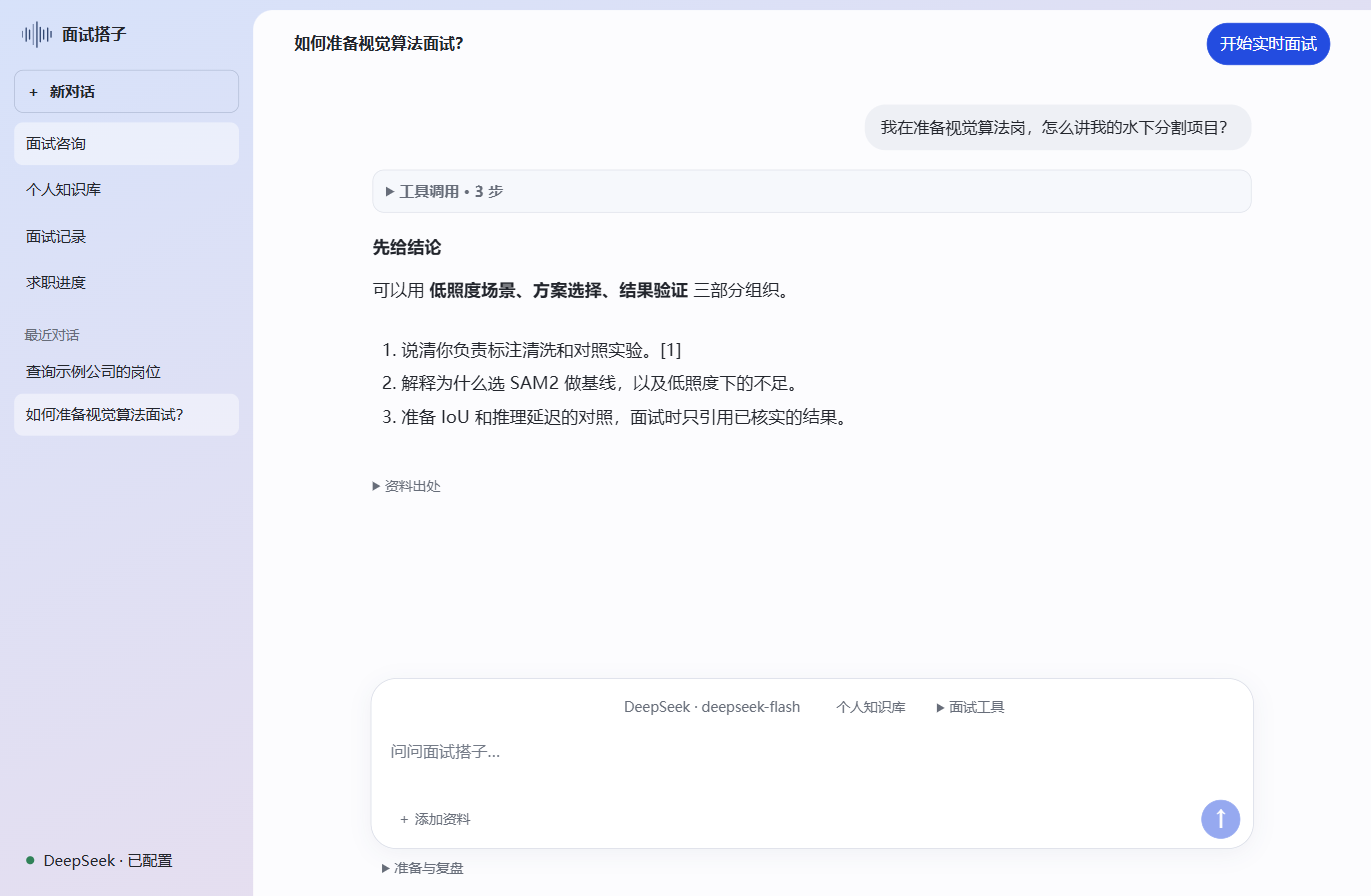 面试搭子
+ 新对话
面试咨询
个人知识库
面试记录
求职进度
最近对话
查询示例公司的岗位
如何准备视觉算法面试?
DeepSeek · 已配置
如何准备视觉算法面试?
开始实时面试
我在准备视觉算法岗，怎么讲我的水下分割项目?
▶ 工具调用 • 3 步
先给结论
可以用 低照度场景、方案选择、结果验证 三部分组织。
1. 说清你负责标注清洗和对照实验。[1]
2. 解释为什么选 SAM2 做基线，以及低照度下的不足。
3. 准备 IoU 和推理延迟的对照，面试时只引用已核实的结果。
▶ 资料出处
DeepSeek · deepseek-flash 个人知识库 ▶ 面试工具
问问面试搭子...
+ 添加资料
↑
▶ 准备与复盘